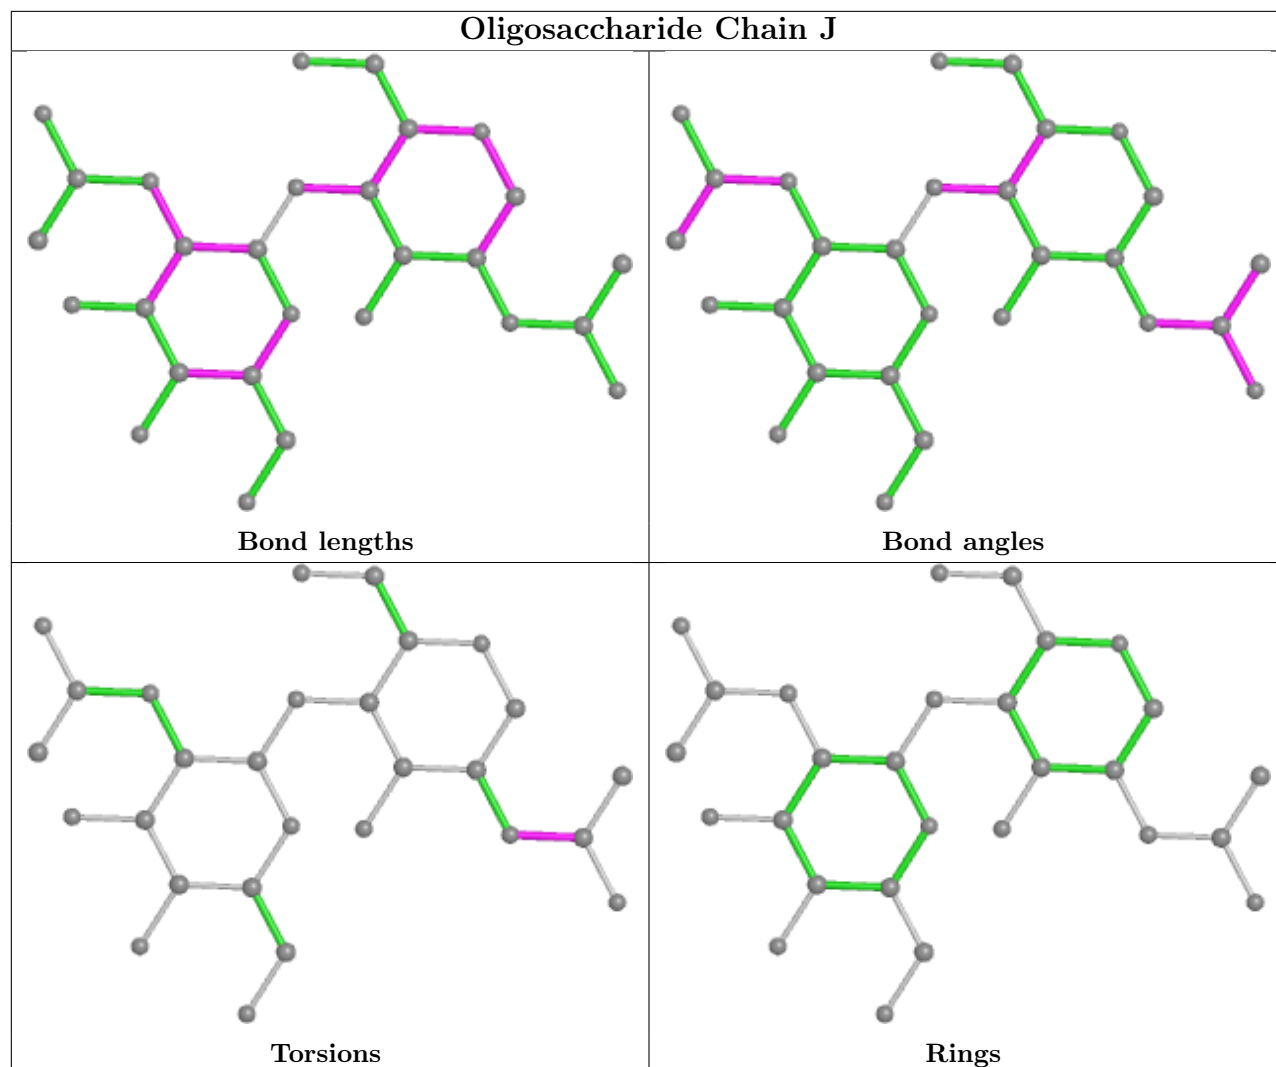 Oligosaccharide Chain J
Bond lengths
Bond angles
Torsions
Rings